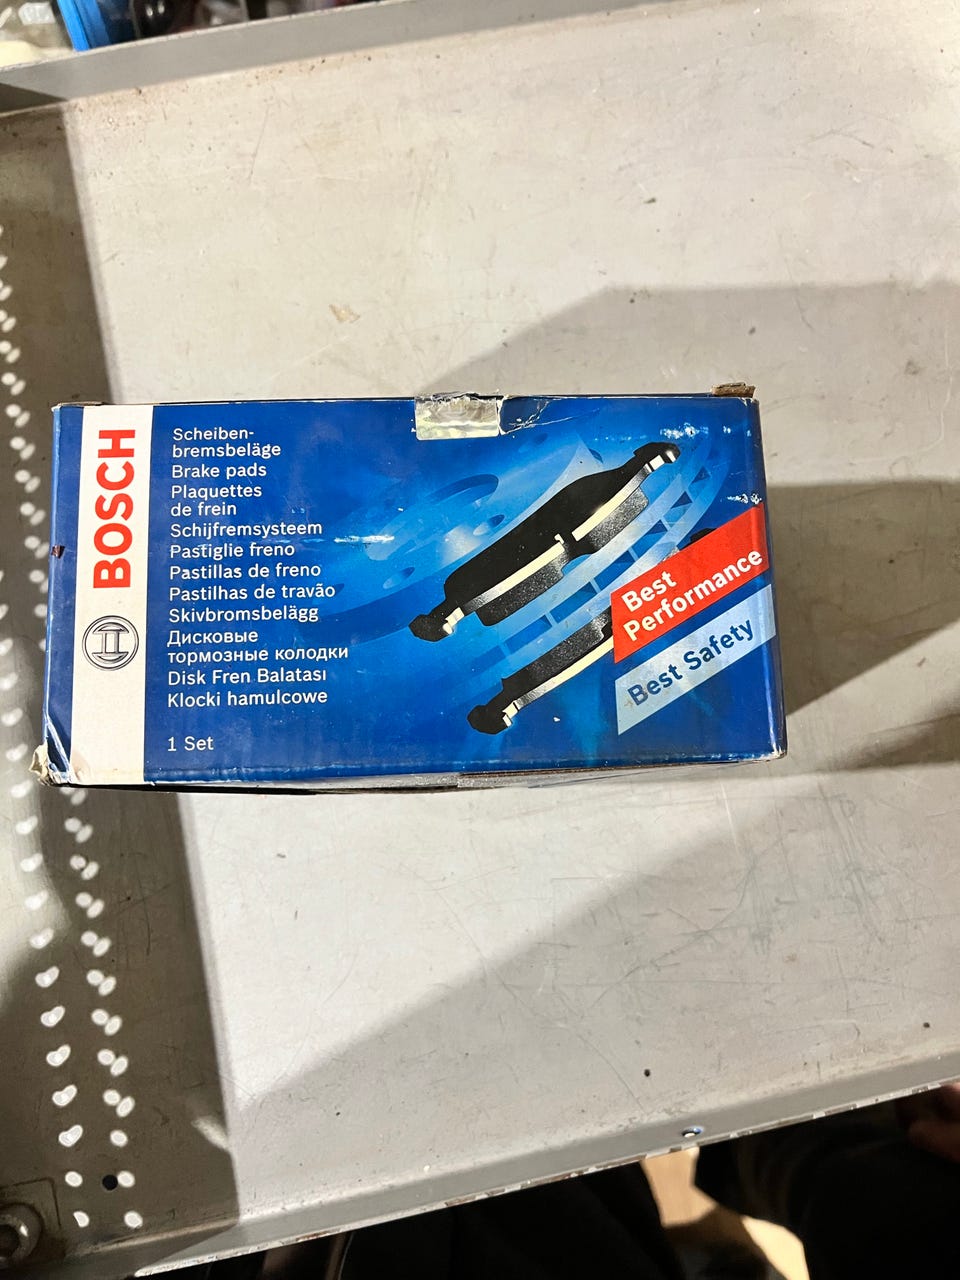 BOSCH
Scheiben-
bremsbeläge
Brake pads
Plaquettes
de frein
Schijfremsysteem
Pastiglie freno
Pastillas de freno
Pastilhas de travão
Skivbromsbelägg
Дисковые
тормозные колодки
Disk Fren Balatası
Klocki hamulcowe
1 Set
Best
Performance
Best Safety